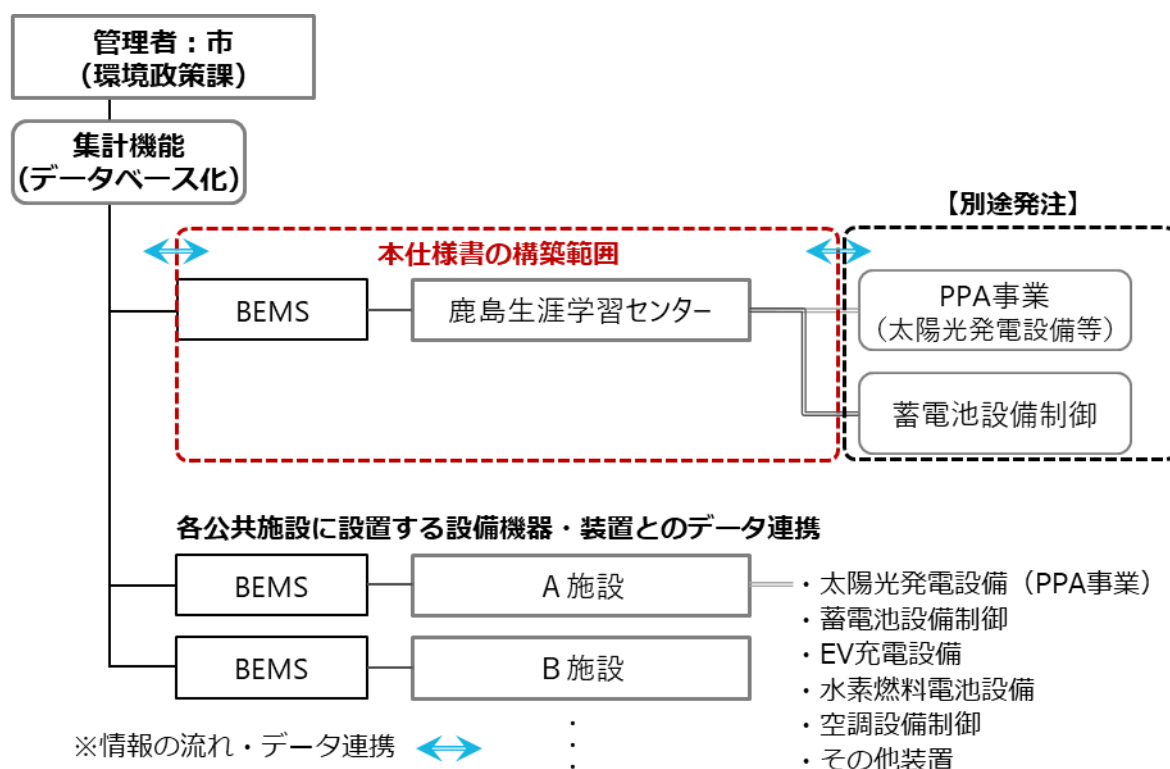 管理者：市
（環境政策課）
集計機能
（データベース化）
【別途発注】
本仕様書の構築範囲
BEMS
鹿島生涯学習センター
PPA事業
（太陽光発電設備等）
蓄電池設備制御
各公共施設に設置する設備機器・装置とのデータ連携
BEMS
A 施設
・太陽光発電設備（PPA事業）
・蓄電池設備制御
BEMS
B 施設
・EV充電設備
・水素燃料電池設備
・空調設備制御
・その他装置
※情報の流れ・データ連携